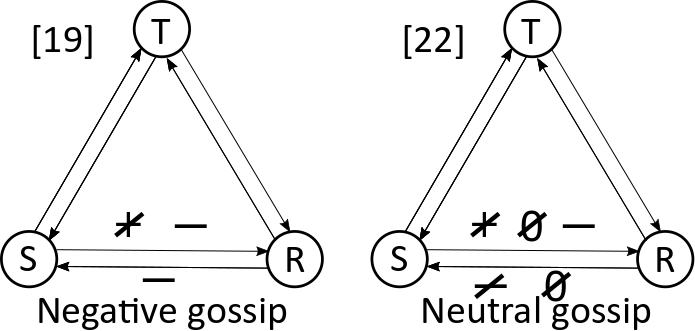 [19]
T
+̸ −
S
R
−
Negative gossip
[22]
T
+̸ 0̸ −
S
R
−̸ 0̸
Neutral gossip